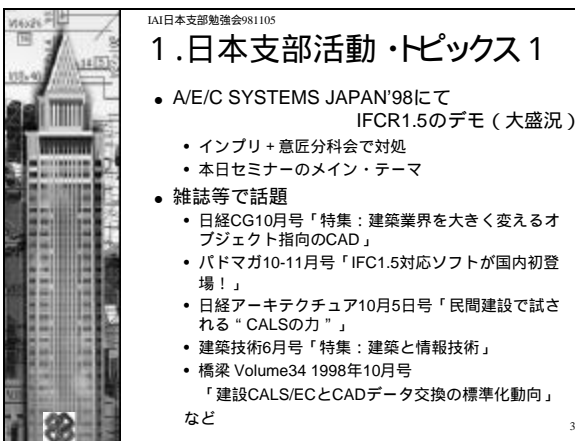 IAI日本支部勉強会981105
１.日本支部活動・トピックス１
● A/E/C SYSTEMS JAPAN'98にて
IFCR1.5のデモ（大盛況）
• インプリ＋意匠分科会で対処
• 本日セミナーのメイン・テーマ
● 雑誌等で話題
• 日経CG10月号「特集：建築業界を大きく変えるオ
ブジェクト指向のCAD」
• パドマガ10-11月号「IFC1.5対応ソフトが国内初登
場！」
• 日経アーキテクチュア10月5日号「民間建設で試さ
れる“CALSの力”」
• 建築技術6月号「特集：建築と情報技術」
• 橋梁 Volume34 1998年10月号
「建設CALS/ECとCADデータ交換の標準化動向」
など
3